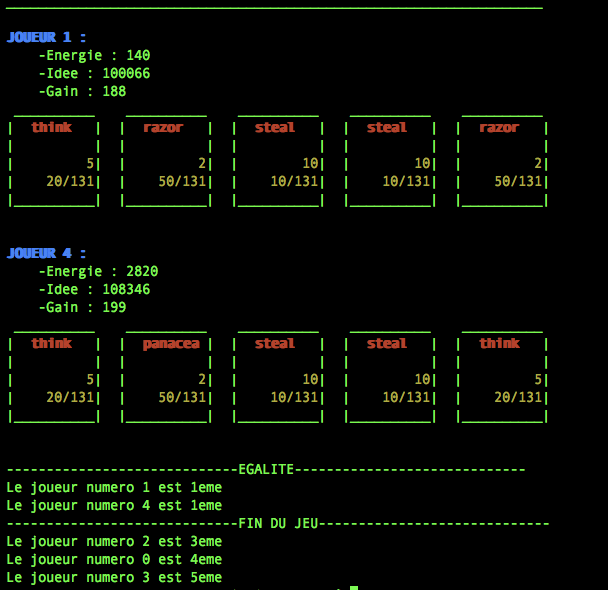 JOUEUR 1 :
-Energie : 140
-Idee : 100066
-Gain : 188
think razor steal steal razor
5 2 10 10 2
20/131 50/131 10/131 10/131 50/131
JOUEUR 4 :
-Energie : 2820
-Idee : 108346
-Gain : 199
think panacea steal steal think
5 2 10 10 5
20/131 50/131 10/131 10/131 20/131
-----------------------------EGALITE-----------------------------
Le joueur numero 1 est 1eme
Le joueur numero 4 est 1eme
-----------------------------FIN DU JEU-----------------------------
Le joueur numero 2 est 3eme
Le joueur numero 0 est 4eme
Le joueur numero 3 est 5eme